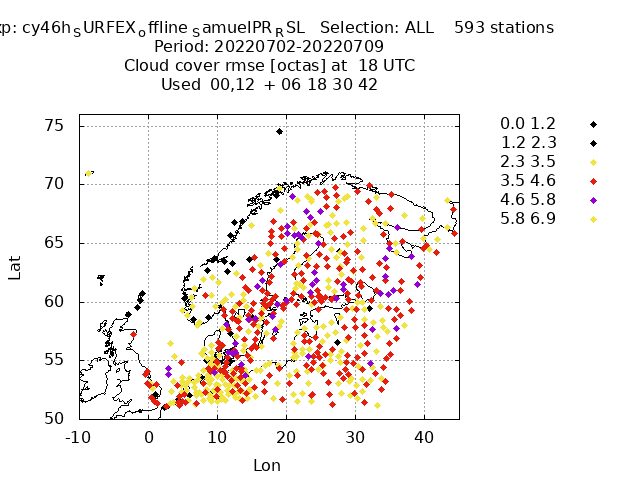 xp: cy46hSURFEXoffline SamuelPRRSL Selection: ALL 593 stations
Period: 20220702-20220709
Cloud cover rmse [octas] at 18 UTC
Used 00,12 + 06 18 30 42
75
70
65
60
55
50
-10 0 10 20 30 40
Lat
Lon
0.0 1.2
1.2 2.3
2.3 3.5
3.5 4.6
4.6 5.8
5.8 6.9